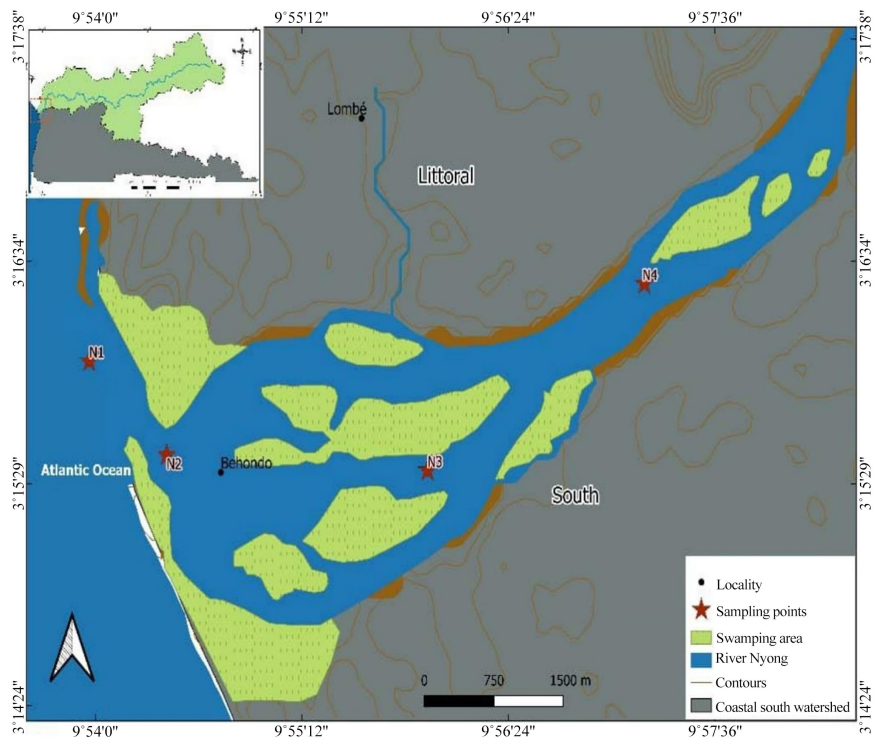 9°54'0"
9°55'12"
9°56'24"
9°57'36"
3°17'38"
3°17'38"
Lombé
Littoral
3°16'34"
3°16'34"
N4
N1
N2
Behondo
N3
Atlantic Ocean
3°15'29"
3°15'29"
South
Locality
Sampling points
Swamping area
River Nyong
Contours
Coastal south watershed
0 750 1500 m
3°14'24"
3°14'24"
9°54'0"
9°55'12"
9°56'24"
9°57'36"